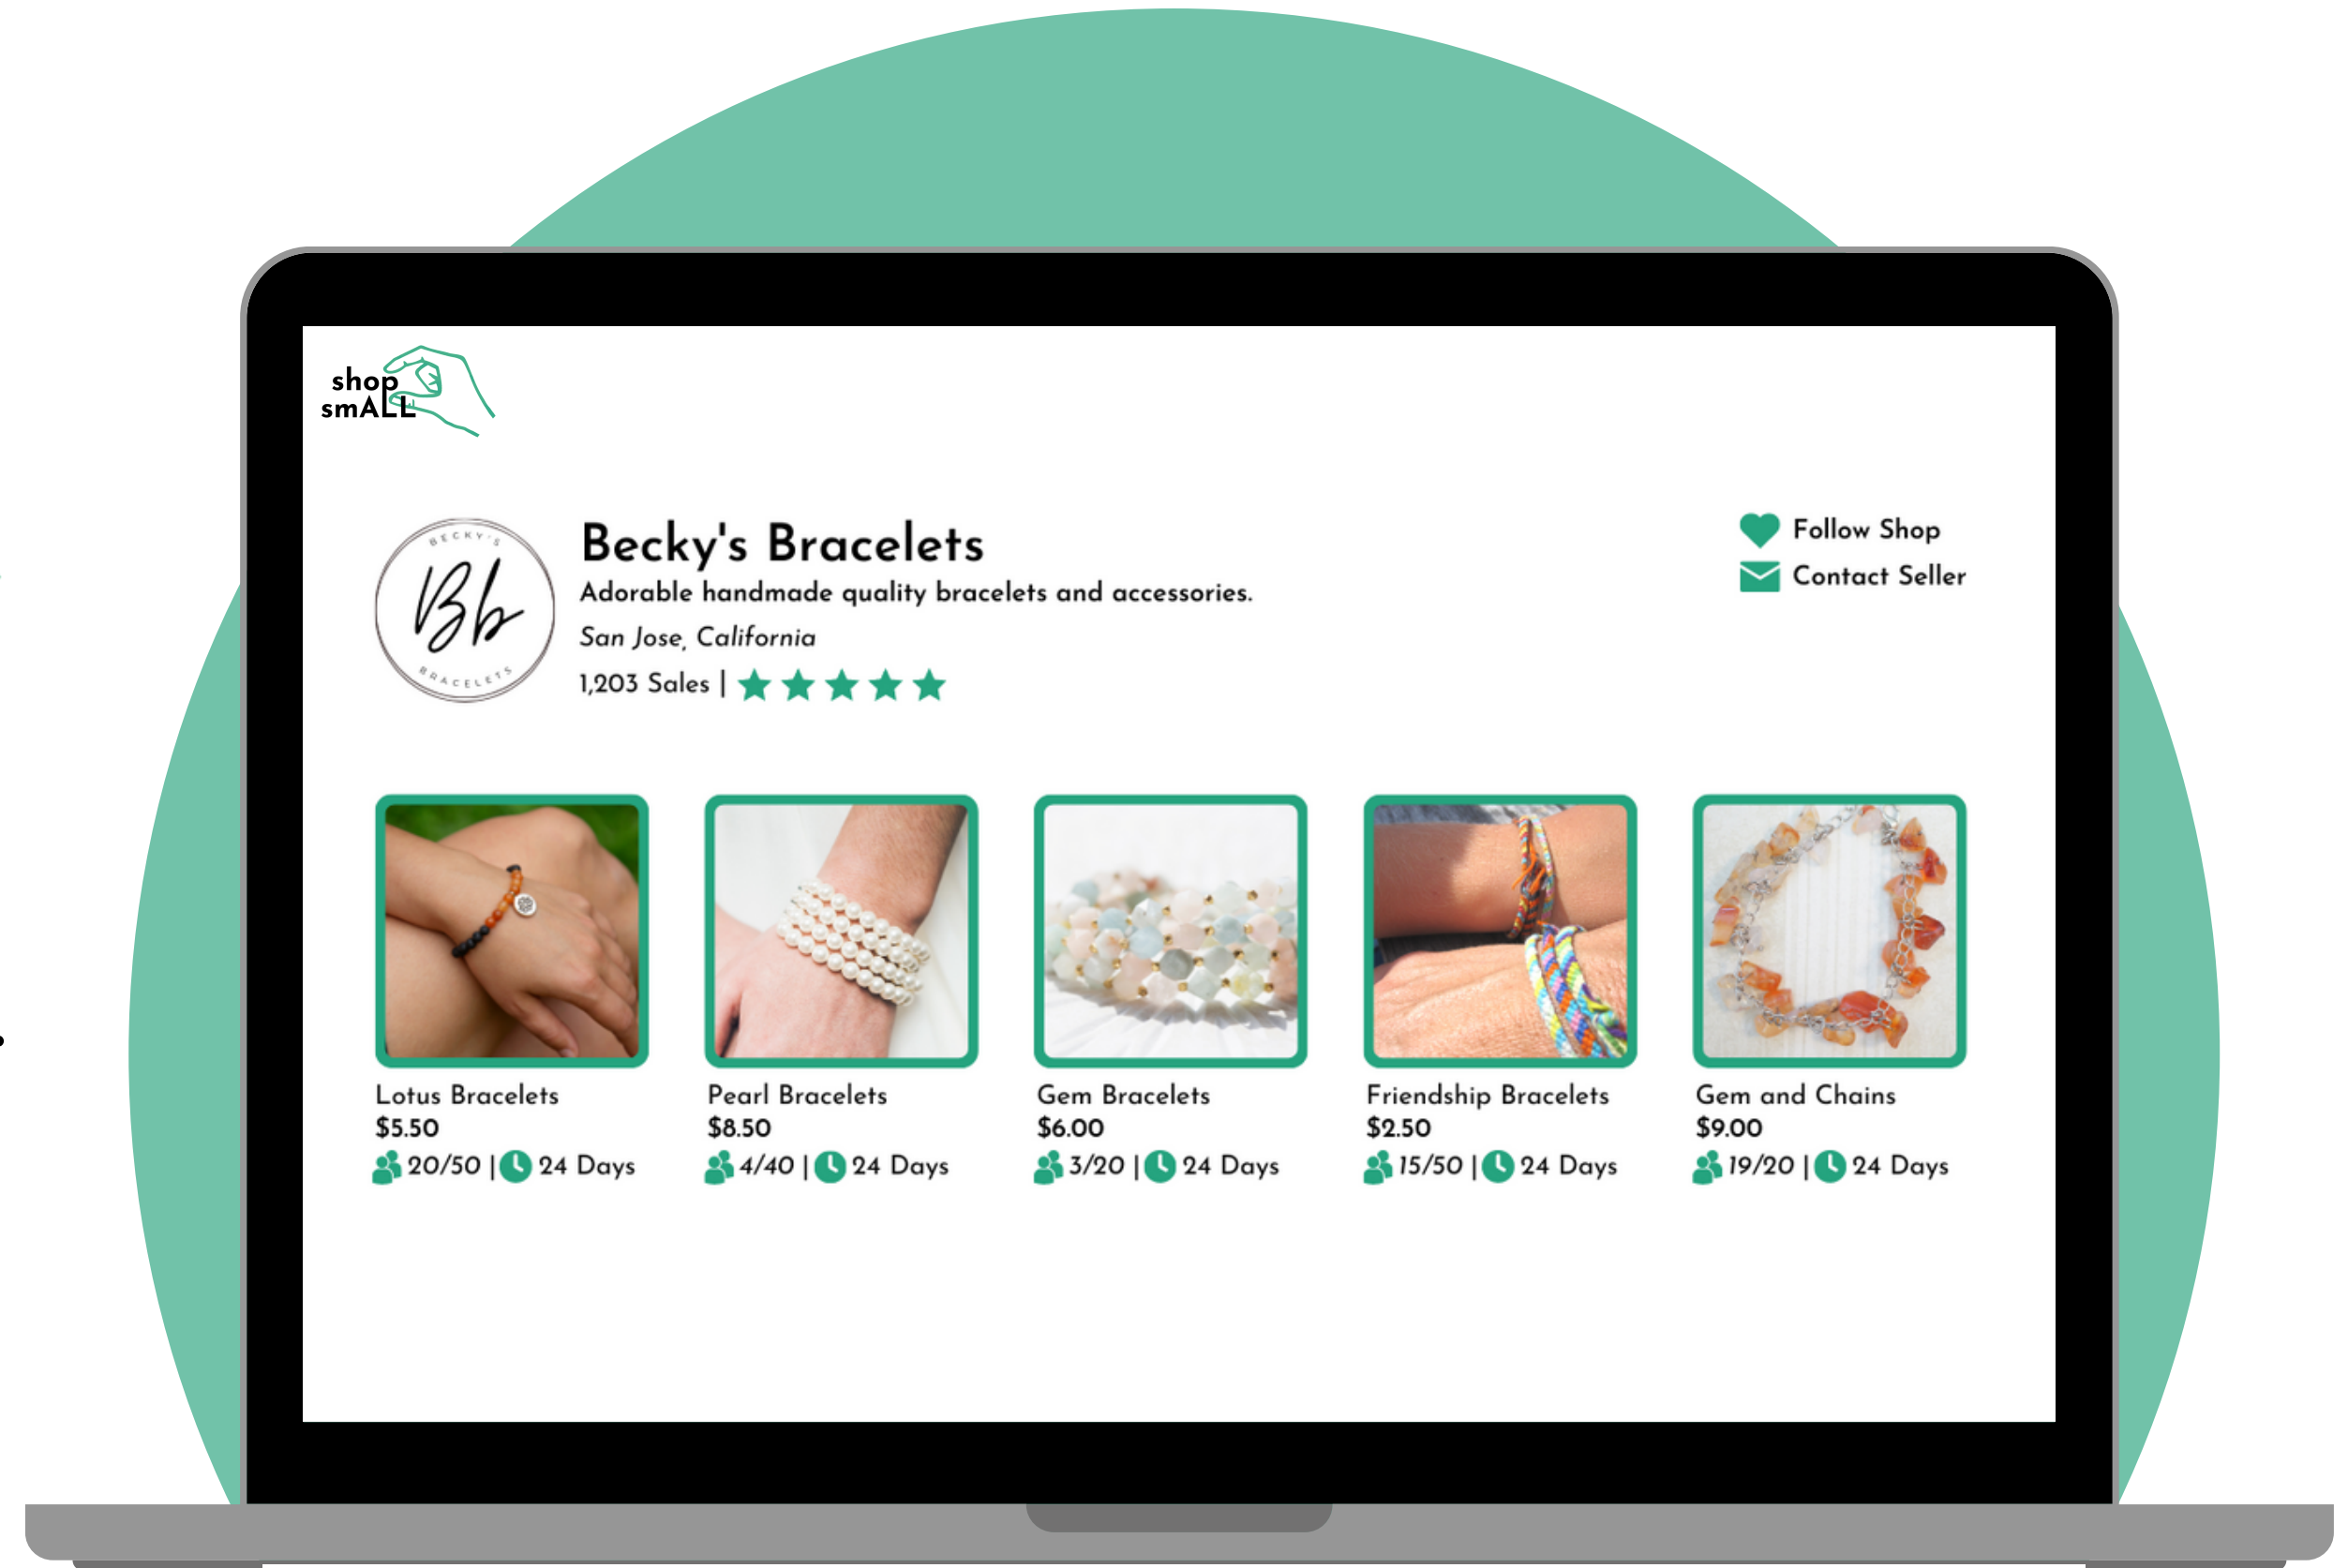 shop
smALL
BECKY'S
Bb
BRACELETS
Becky's Bracelets
Adorable handmade quality bracelets and accessories.
San Jose, California
1,203 Sales |
Follow Shop
Contact Seller
Lotus Bracelets
$5.50
20/50 | 24 Days
Pearl Bracelets
$8.50
4/40 | 24 Days
Gem Bracelets
$6.00
3/20 | 24 Days
Friendship Bracelets
$2.50
15/50 | 24 Days
Gem and Chains
$9.00
19/20 | 24 Days